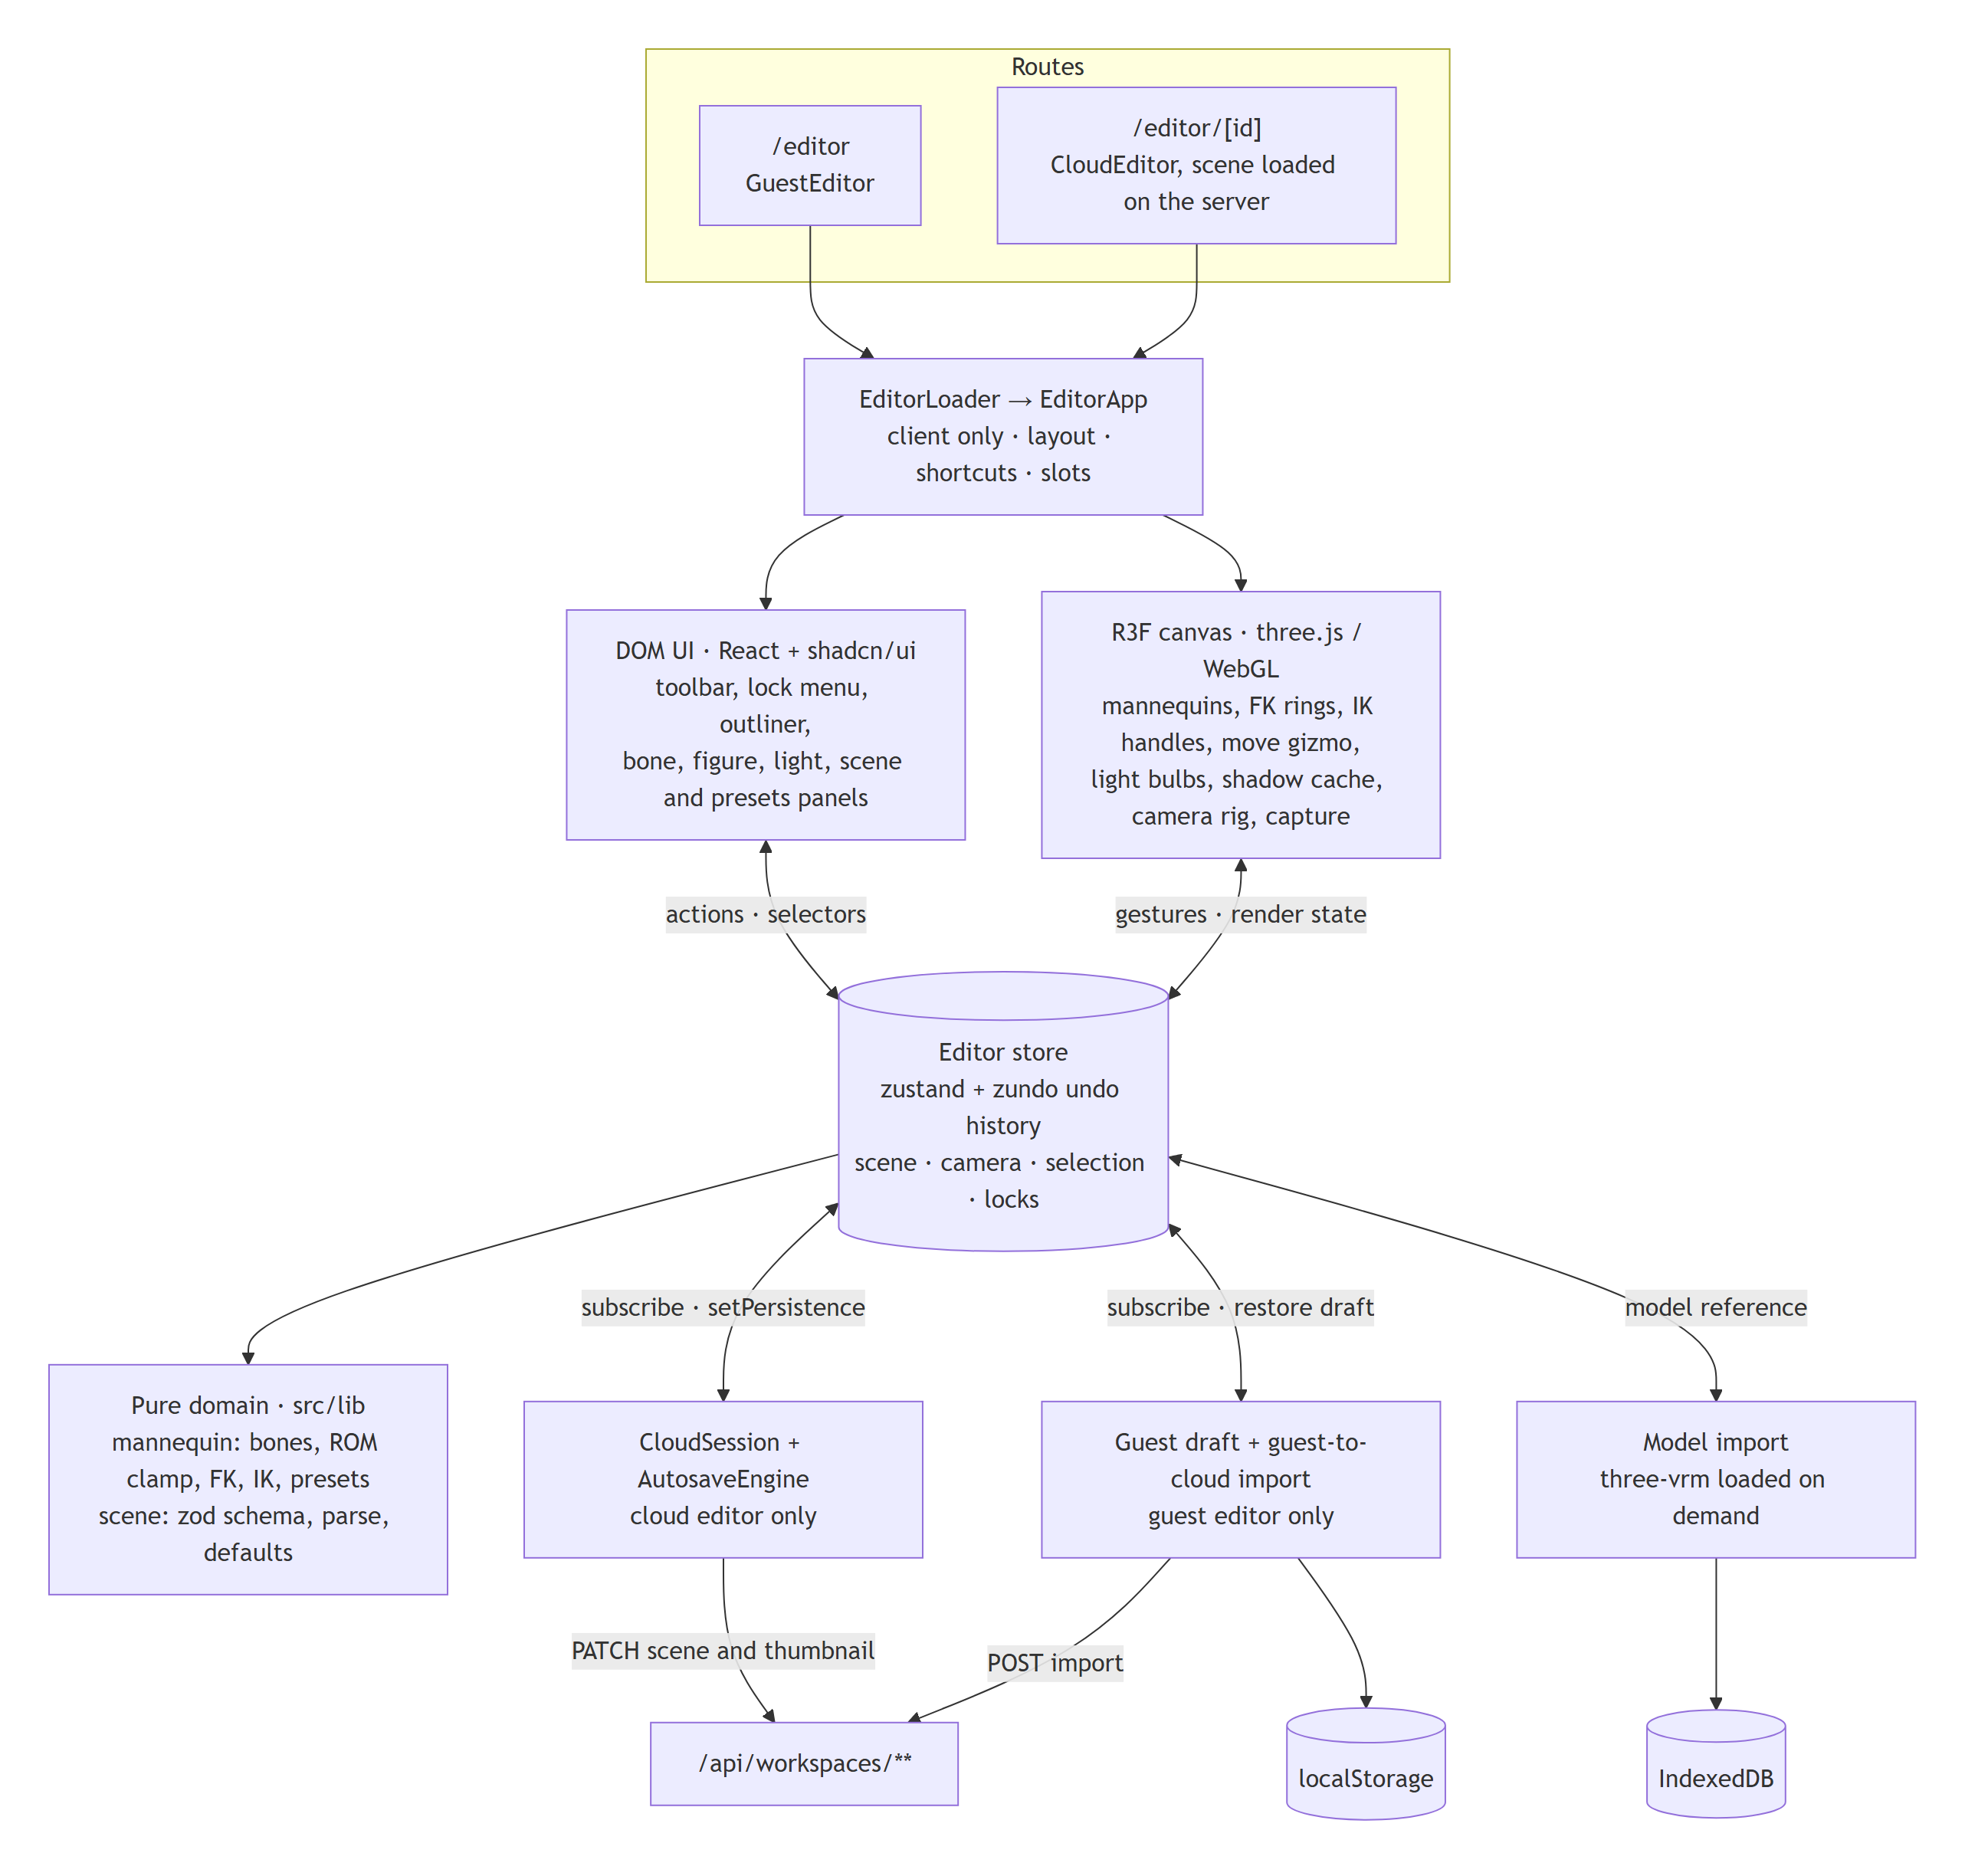 Routes
/editor
GuestEditor
/editor/[id]
CloudEditor, scene loaded
on the server
EditorLoader → EditorApp
client only · layout ·
shortcuts · slots
DOM UI · React + shadcn/ui
toolbar, lock menu,
outliner,
bone, figure, light, scene
and presets panels
R3F canvas · three.js /
WebGL
mannequins, FK rings, IK
handles, move gizmo,
light bulbs, shadow cache,
camera rig, capture
actions · selectors
gestures · render state
Editor store
zustand + zundo undo
history
scene · camera · selection
· locks
subscribe · setPersistence
subscribe · restore draft
model reference
Pure domain · src/lib
mannequin: bones, ROM
clamp, FK, IK, presets
scene: zod schema, parse,
defaults
CloudSession +
AutosaveEngine
cloud editor only
Guest draft + guest-to-
cloud import
guest editor only
Model import
three-vrm loaded on
demand
PATCH scene and thumbnail
POST import
/api/workspaces/**
localStorage
IndexedDB